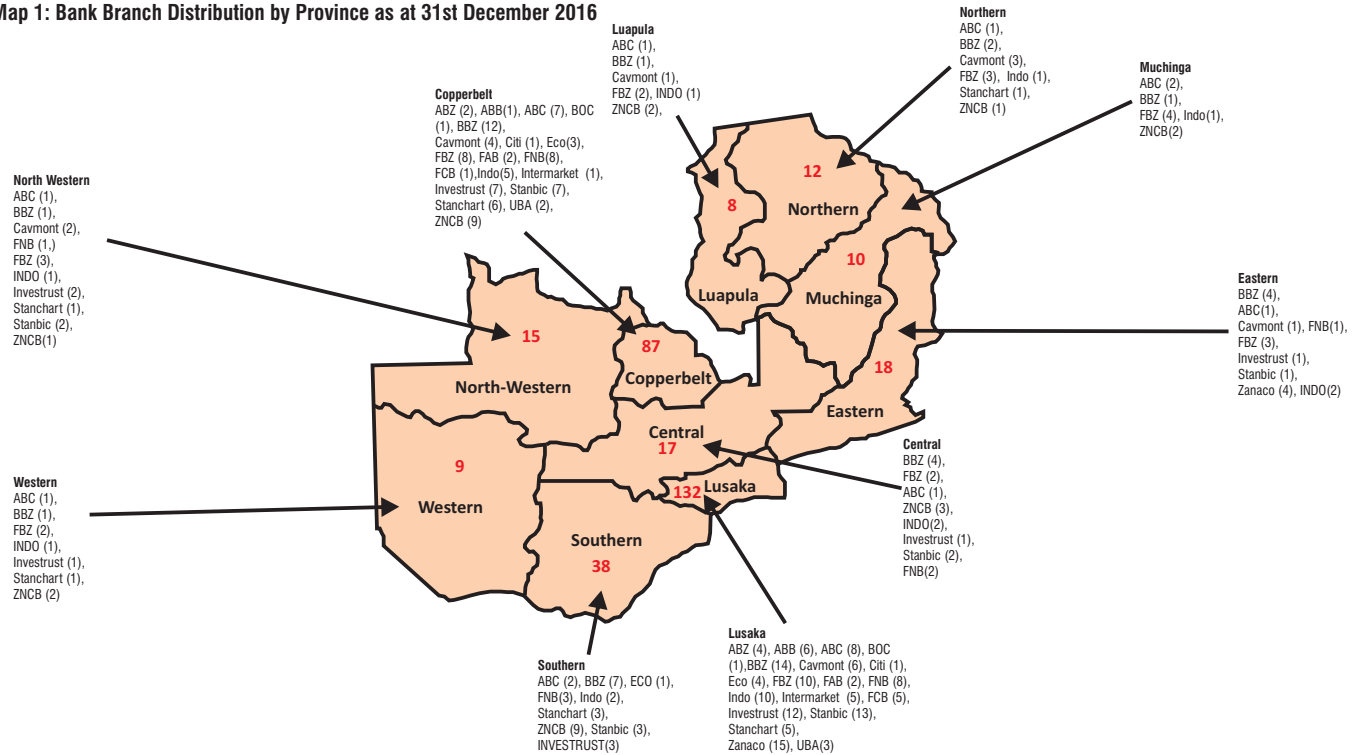 Map 1: Bank Branch Distribution by Province as at 31st December 2016
Northern
ABC (1),
BBZ (2),
Cavmont (3),
FBZ (3), Indo (1),
Stanchart (1),
ZNCB (1)
Luapula
ABC (1),
BBZ (1),
Cavmont (1),
FBZ (2), INDO (1)
ZNCB (2),
Muchinga
ABC (2),
BBZ (1),
FBZ (4), Indo(1),
ZNCB(2)
Copperbelt
ABZ (2), ABB(1), ABC (7), BOC
(1), BBZ (12),
Cavmont (4), Citi (1), Eco(3),
FBZ (8), FAB (2), FNB(8),
FCB (1),Indo(5), Intermarket (1),
Investrust (7), Stanbic (7),
Stanchart (6), UBA (2),
ZNCB (9)
North Western
ABC (1),
BBZ (1),
Cavmont (2),
FNB (1,)
FBZ (3),
INDO (1),
Investrust (2),
Stanchart (1),
Stanbic (2),
ZNCB(1)
Eastern
BBZ (4),
ABC(1),
Cavmont (1), FNB(1),
FBZ (3),
Investrust (1),
Stanbic (1),
Zanaco (4), INDO(2)
12
Northern
8
Luapula
10
Muchinga
15
North-Western
87
Copperbelt
18
Eastern
Central
17
9
Western
132 Lusaka
Southern
38
Central
BBZ (4),
FBZ (2),
ABC (1),
ZNCB (3),
INDO(2),
Investrust (1),
Stanbic (2),
FNB(2)
Western
ABC (1),
BBZ (1),
FBZ (2),
INDO (1),
Investrust (1),
Stanchart (1),
ZNCB (2)
Southern
ABC (2), BBZ (7), ECO (1),
FNB(3), Indo (2),
Stanchart (3),
ZNCB (9), Stanbic (3),
INVESTRUST(3)
Lusaka
ABZ (4), ABB (6), ABC (8), BOC
(1),BBZ (14), Cavmont (6), Citi (1),
Eco (4), FBZ (10), FAB (2), FNB (8),
Indo (10), Intermarket (5), FCB (5),
Investrust (12), Stanbic (13),
Stanchart (5),
Zanaco (15), UBA(3)